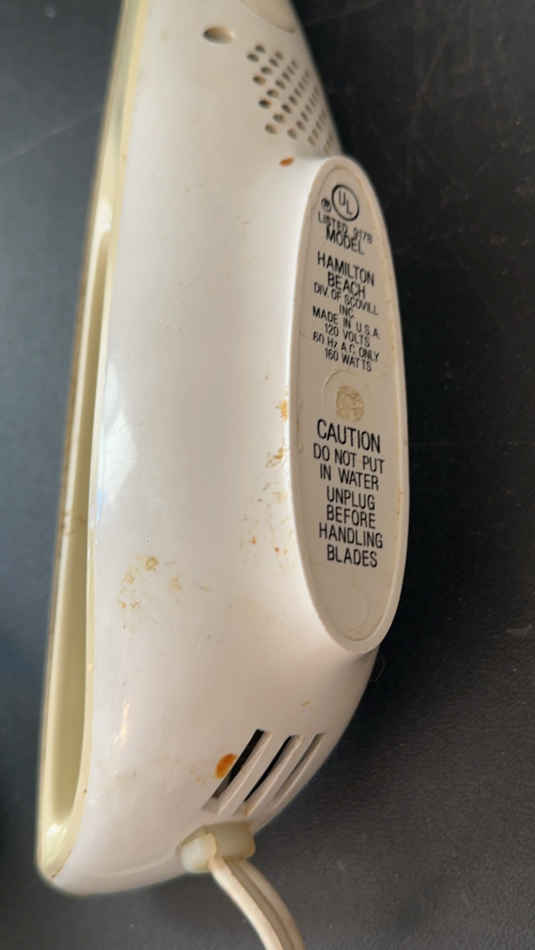 UL
®
LISTED 917B
MODEL
HAMILTON
BEACH
DIV. OF SCOVILL
INC.
MADE IN U.S.A.
120 VOLTS
60 Hz A.C. ONLY
160 WATTS
CAUTION
DO NOT PUT
IN WATER
UNPLUG
BEFORE
HANDLING
BLADES